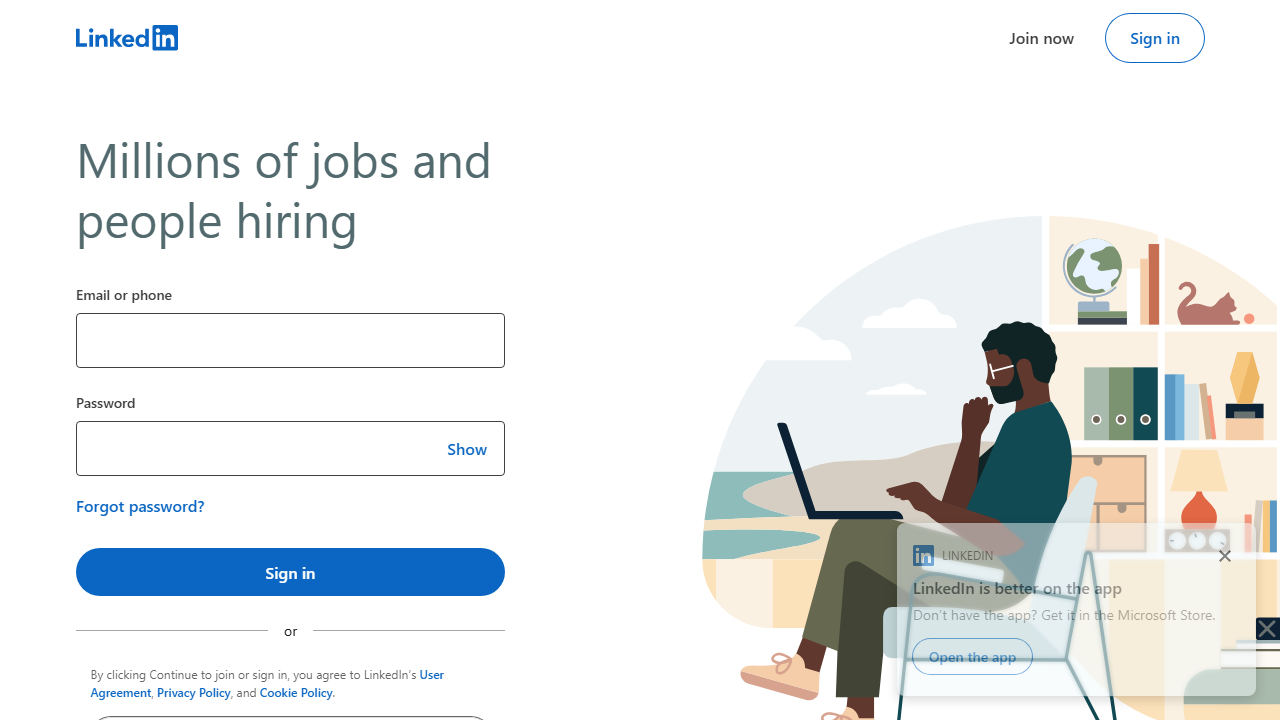 Linked in
Join now
Sign in
Millions of jobs and
people hiring
Email or phone
Password
Show
Forgot password?
Sign in
or
By clicking Continue to join or sign in, you agree to LinkedIn's User
Agreement, Privacy Policy, and Cookie Policy.
in LINKEDIN
LinkedIn is better on the app
Don't have the app? Get it in the Microsoft Store.
Open the app